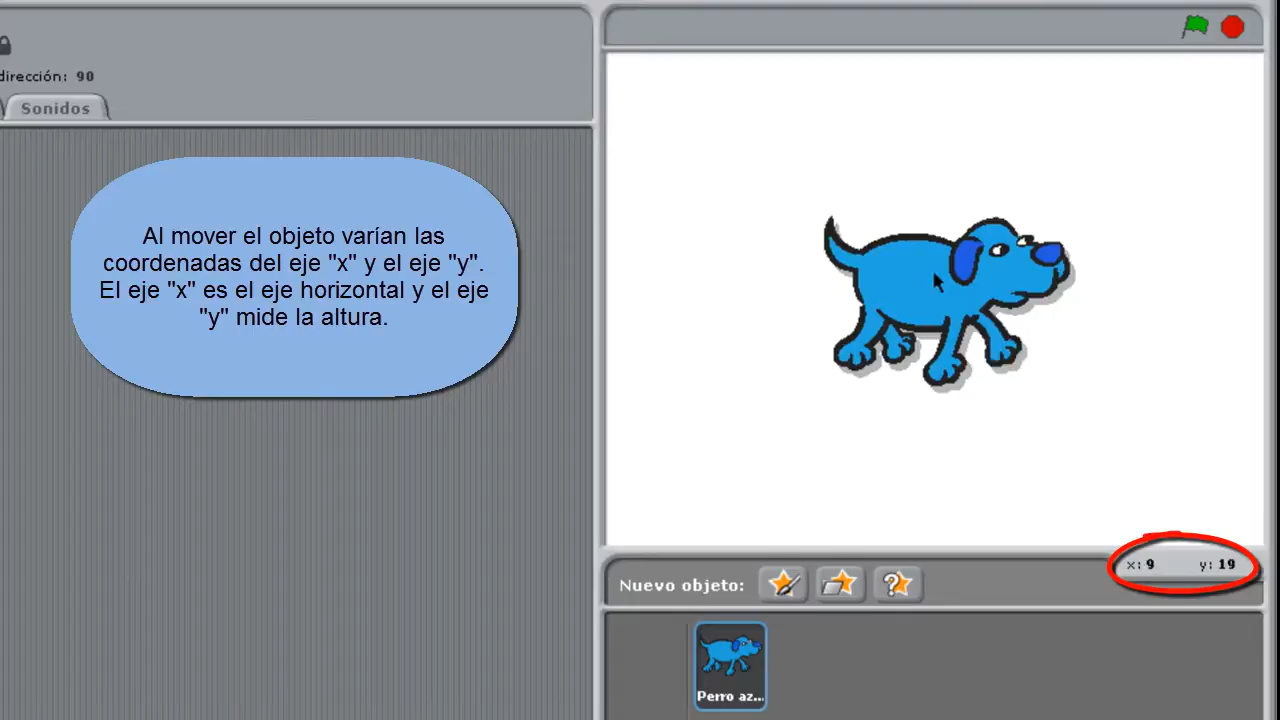 dirección: 90
Sonidos
Al mover el objeto varían las
coordenadas del eje "x" y el eje "y".
El eje "x" es el eje horizontal y el eje
"y" mide la altura.
x: 9 y: 19
Nuevo objeto:
Perro az...